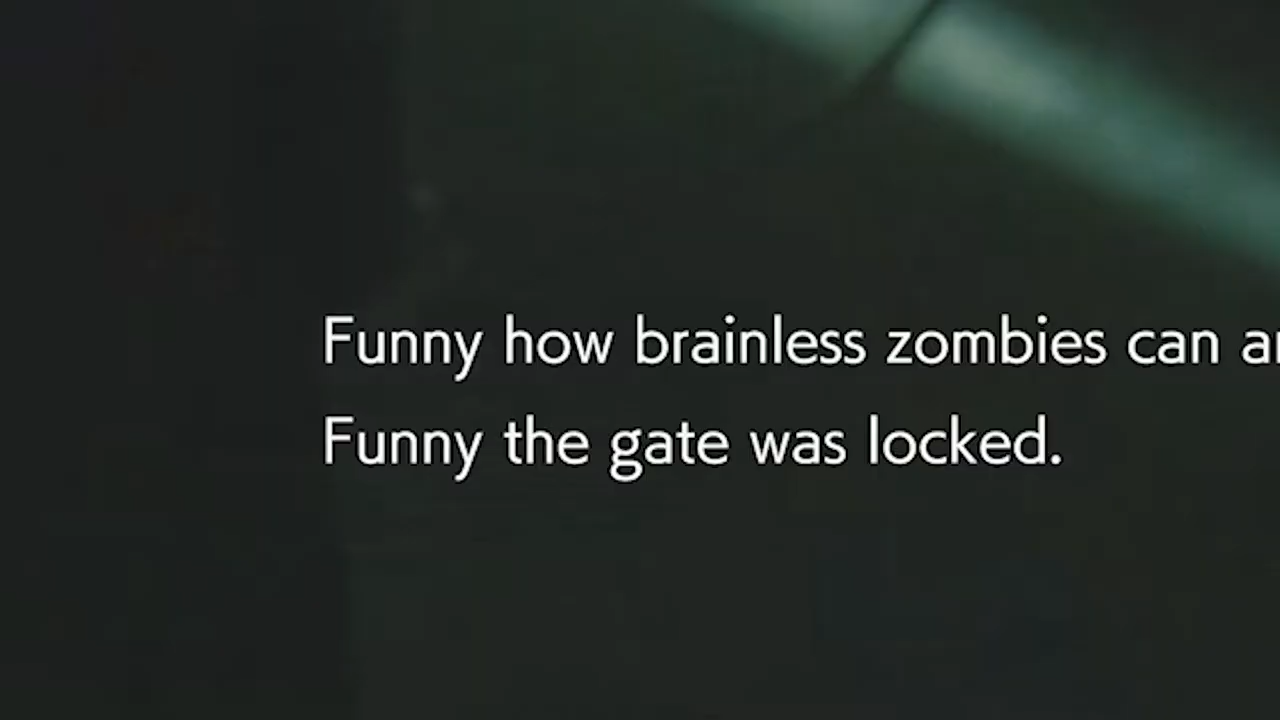 Funny how brainless zombies can
Funny the gate was locked.